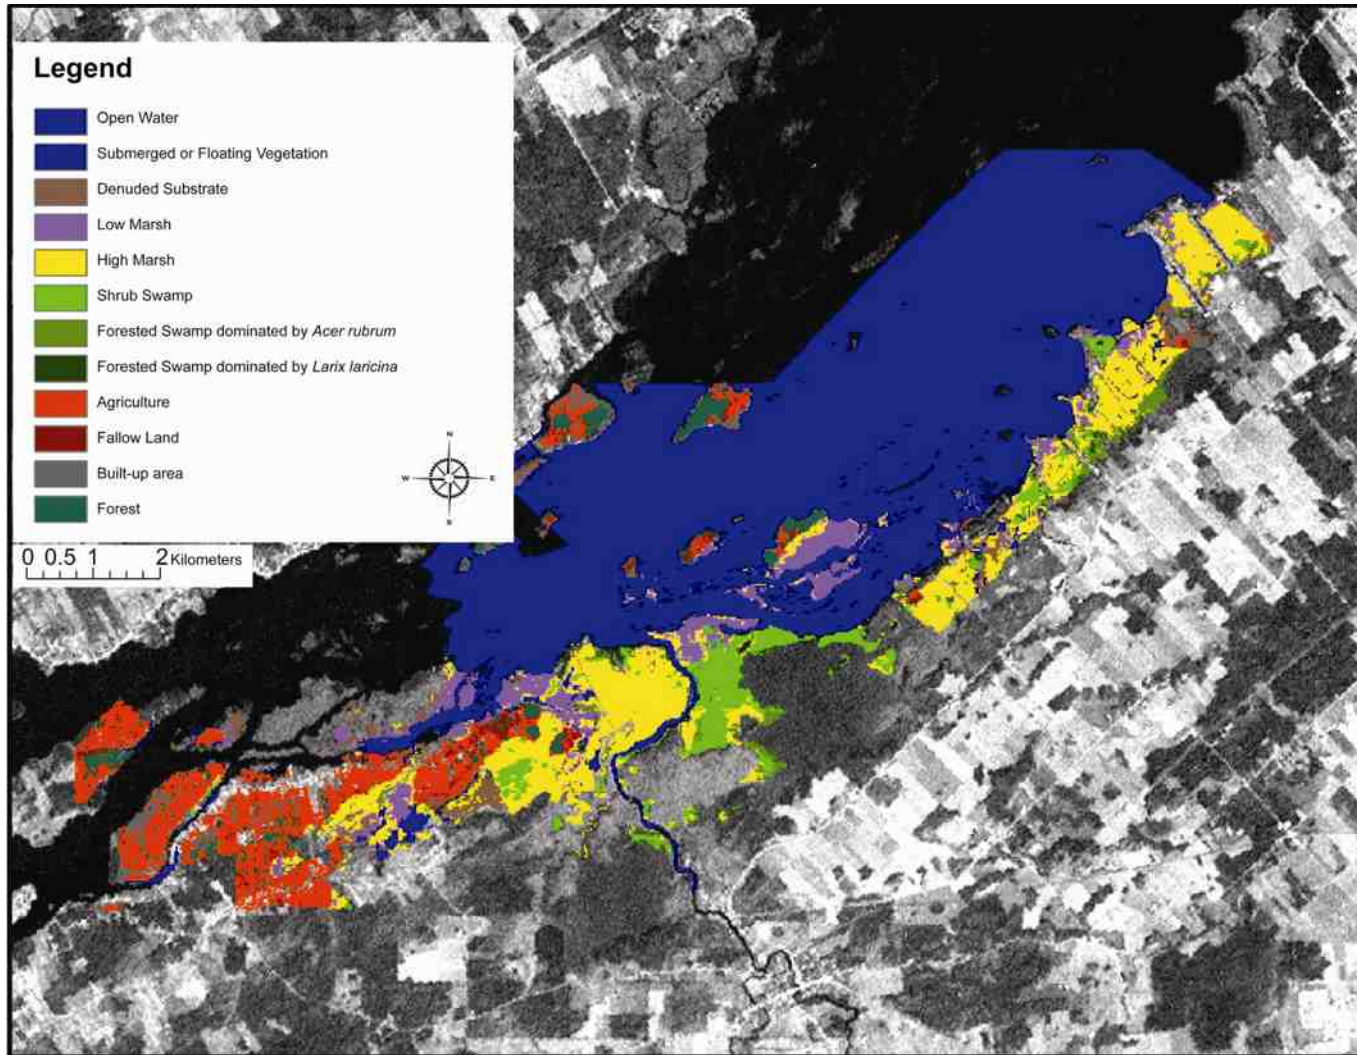 Legend
Open Water
Submerged or Floating Vegetation
Denuded Substrate
Low Marsh
High Marsh
Shrub Swamp
Forested Swamp dominated by Acer rubrum
Forested Swamp dominated by Larix laricina
Agriculture
Fallow Land
Built-up area
Forest
N
W E
S
0 0.5 1 2 Kilometers